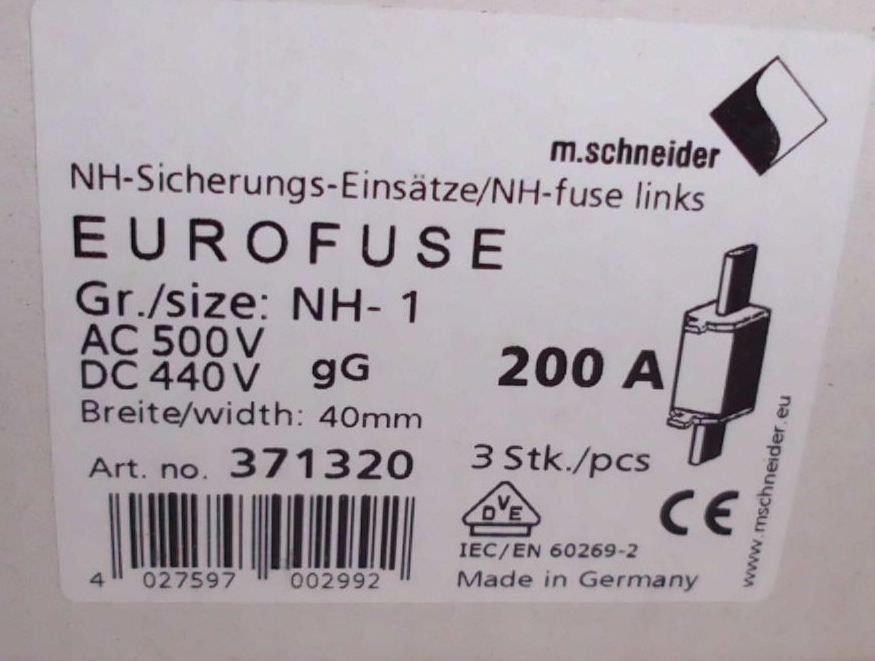 m.schneider
NH-Sicherungs-Einsätze/NH-fuse links
EUROFUSE
Gr./size: NH- 1
AC 500V
DC 440V gG
200 A
Breite/width: 40mm
Art. no. 371320
3 Stk./pcs
4 027597 002992
DVE
CE
IEC/EN 60269-2
Made in Germany
www.mschneider.eu